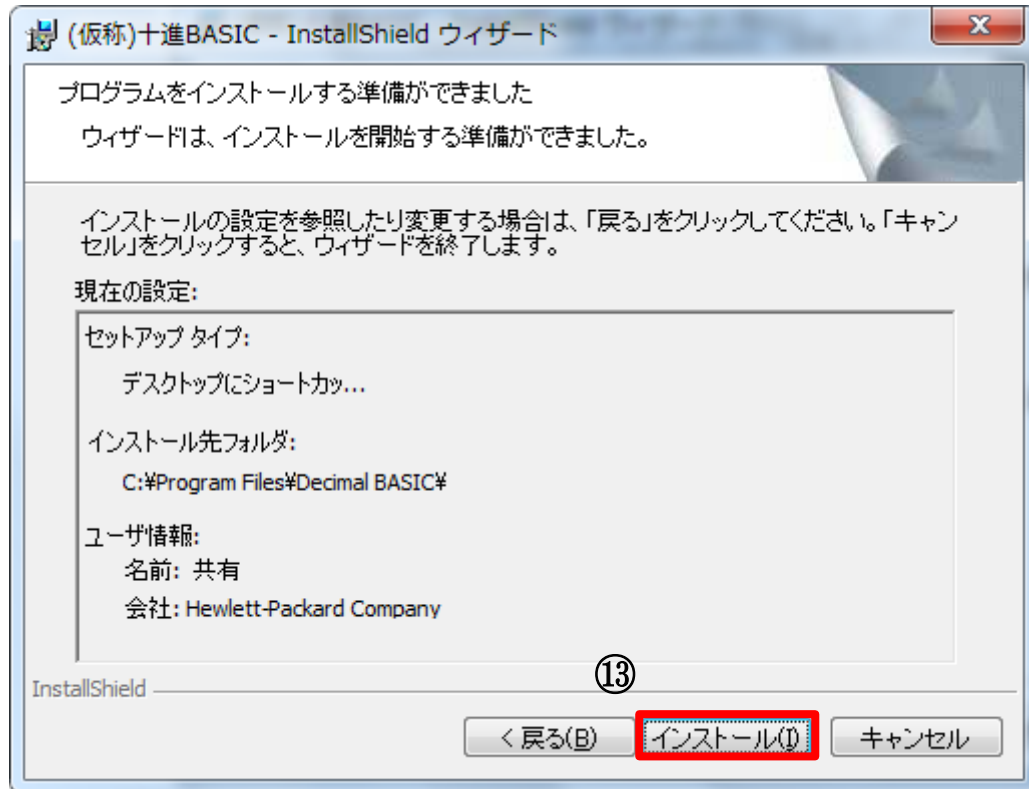 (仮称)十進BASIC - InstallShield ウィザード
プログラムをインストールする準備ができました
ウィザードは、インストールを開始する準備ができました。
インストールの設定を参照したり変更する場合は、「戻る」をクリックしてください。「キャン
セル」をクリックすると、ウィザードを終了します。
現在の設定:
セットアップ タイプ:
デスクトップにショートカッ...
インストール先フォルダ:
C:¥Program Files¥Decimal BASIC¥
ユーザ情報:
名前: 共有
会社: Hewlett-Packard Company
⑬
InstallShield
< 戻る(B) インストール(I) キャンセル